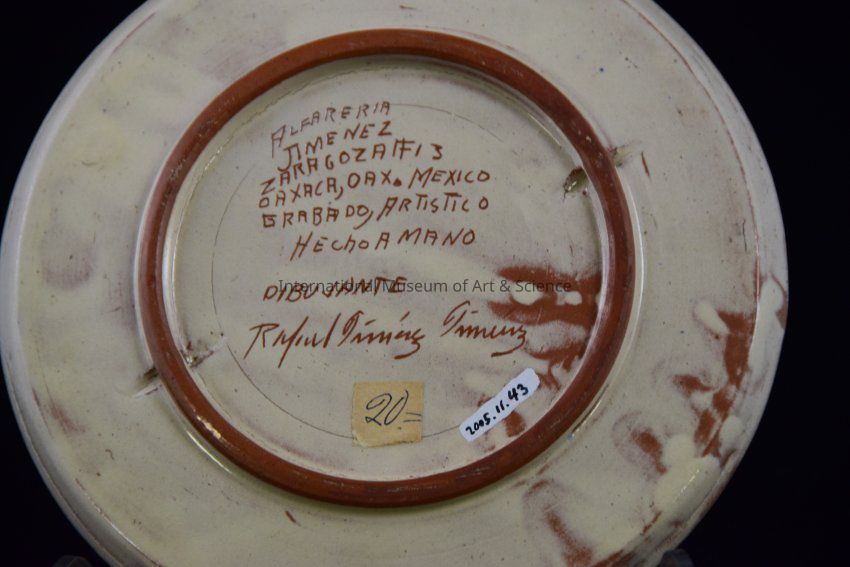 ALFARERIA
JIMENEZ
ZARAGOZA # 13
OAXACA, OAX. MEXICO
GRABADO, ARTISTICO
HECHO A MANO
International Museum of Art & Science
DIBUJANTE
Rafael Jiménez Jiménez
20.=
2005.11.43